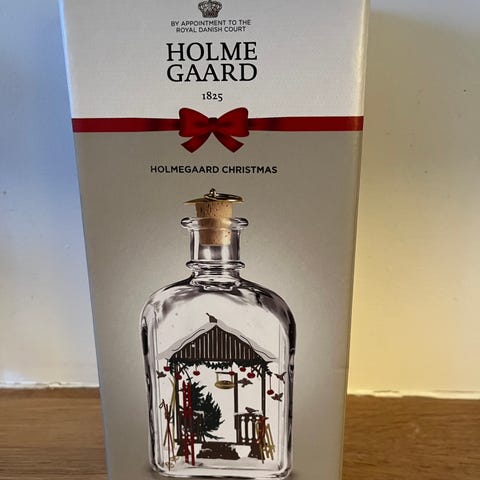 BY APPOINTMENT TO THE
ROYAL DANISH COURT
HOLME
GAARD
1825
HOLMEGAARD CHRISTMAS